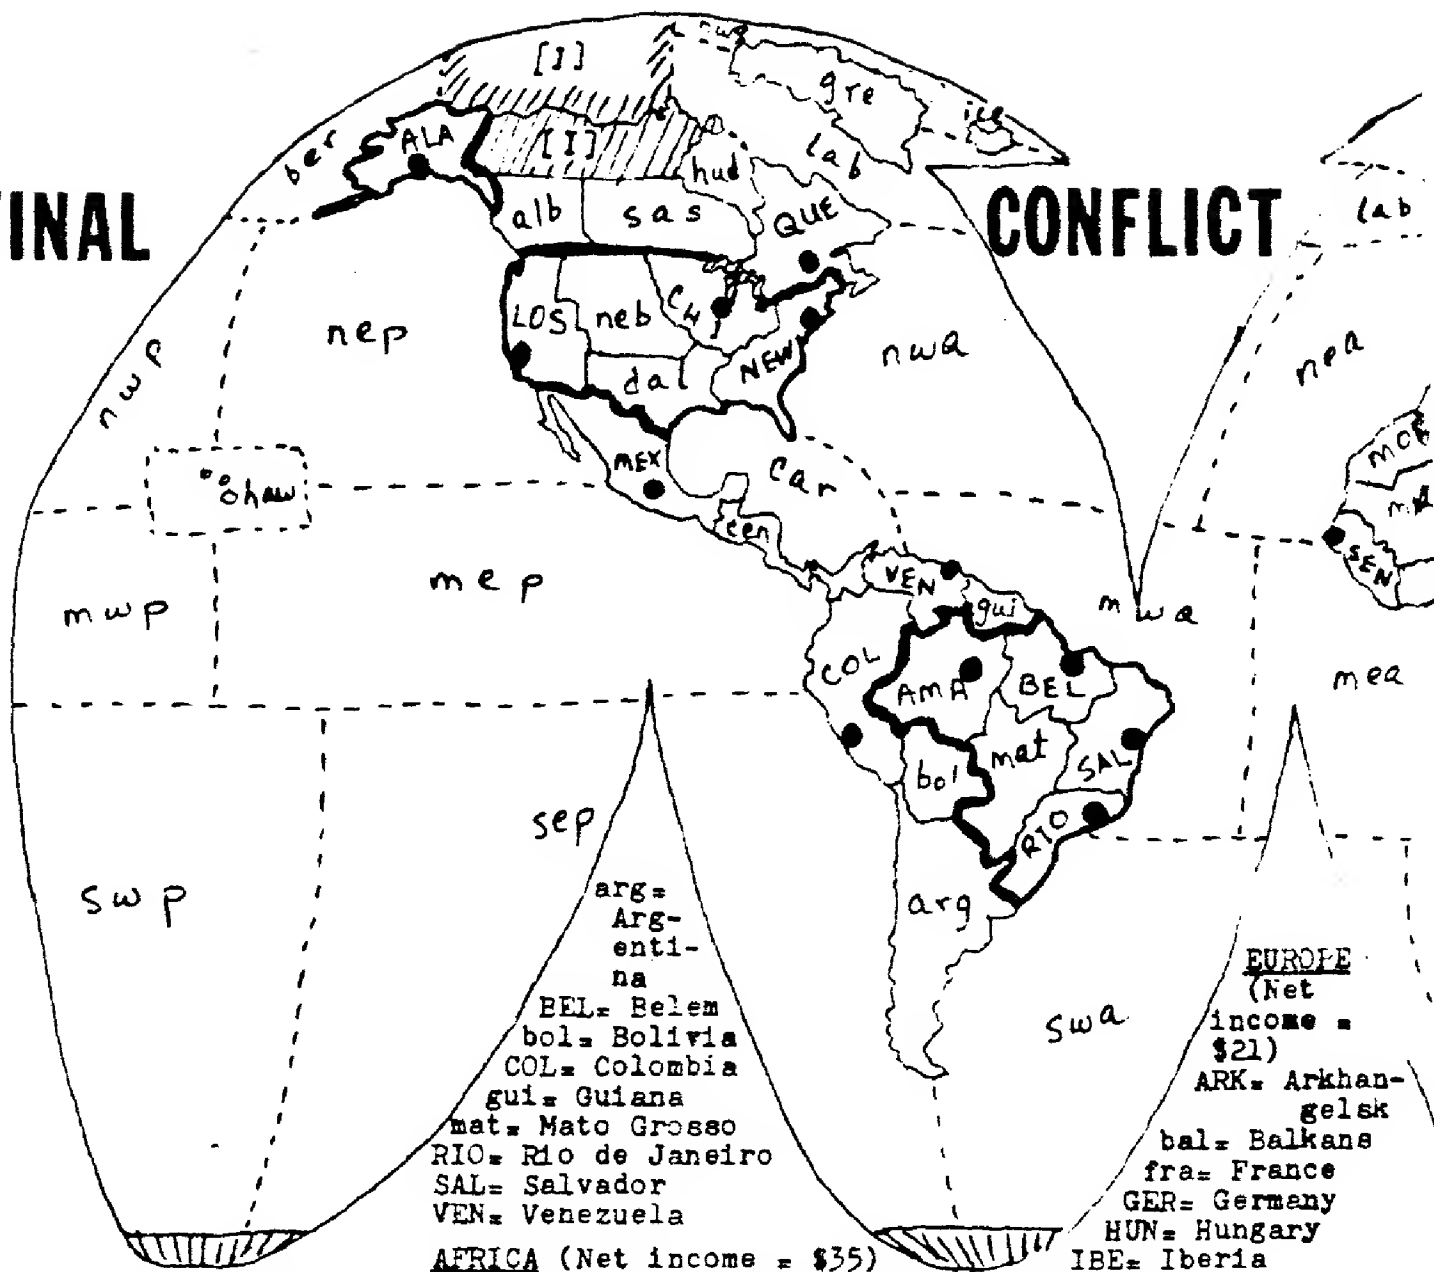 [I]
nwg
gre
ice
ber
ALA
[I]
hud
lab
INAL
CONFLICT
alb
sas
QUE
lab
nwp
nep
LOS
neb
CHI
NEW
dal
nwa
nea
MEX
car
haw
cen
SEN
mwp
mep
VEN
gui
mwa
COL
AMA
BEL
mea
bol
mat
SAL
RIO
sep
swp
arg
swa
arg=
Arg-
enti-
na
BEL= Belem
bol= Bolivia
COL= Colombia
gui= Guiana
mat= Mato Grosso
RIO= Rio de Janeiro
SAL= Salvador
VEN= Venezuela
AFRICA (Net income = $35)
EUROPE
(Net
income =
$21)
ARK= Arkhan-
gelsk
bal= Balkans
fra= France
GER= Germany
HUN= Hungary
IBE= Iberia